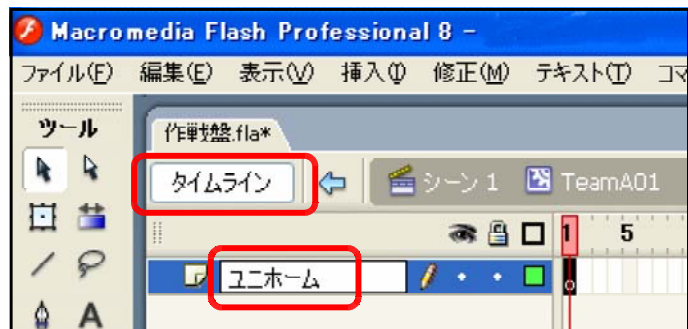 Macromedia Flash Professional 8 -
ファイル(F) 編集(E) 表示(V) 挿入(I) 修正(M) テキスト(T) コマ
ツール
作戦盤.fla*
タイムライン シーン 1 TeamA01
1 5
ユニホーム
A